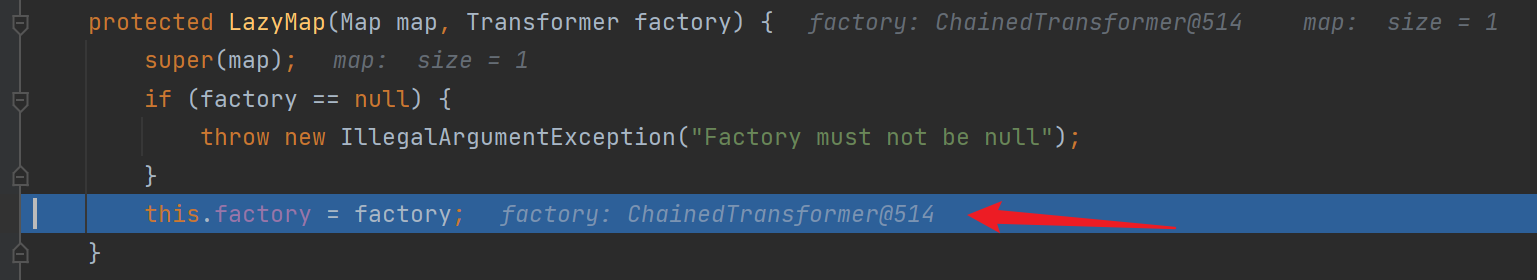 protected LazyMap(Map map, Transformer factory) {   factory: ChainedTransformer@514     map:  size = 1
    super(map);   map:  size = 1
    if (factory == null) {
        throw new IllegalArgumentException("Factory must not be null");
    }
    this.factory = factory;   factory: ChainedTransformer@514
}